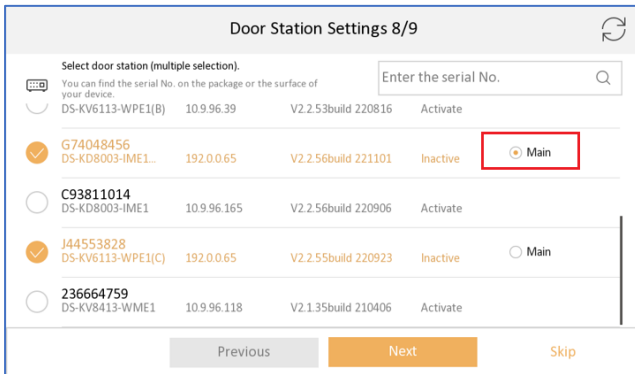 Door Station Settings 8/9
Select door station (multiple selection).
You can find the serial No. on the package or the surface of
your device.
Enter the serial No.
DS-KV6113-WPE1(B) 10.9.96.39 V2.2.53build 220816 Activate
G74048456
DS-KD8003-IME1... 192.0.0.65 V2.2.56build 221101 Inactive Main
C93811014
DS-KD8003-IME1 10.9.96.165 V2.2.56build 220906 Activate
J44553828
DS-KV6113-WPE1(C) 192.0.0.65 V2.2.55build 220923 Inactive Main
236664759
DS-KV8413-WME1 10.9.96.118 V2.1.35build 210406 Activate
Previous Next Skip